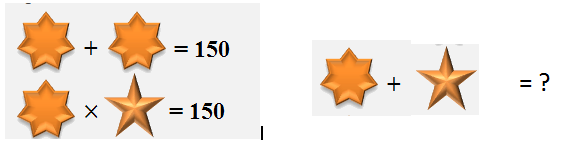 + = 150
× = 150
+ = ?